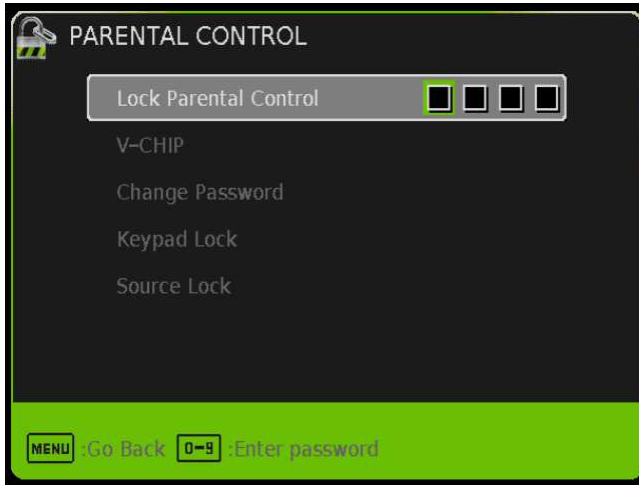 PARENTAL CONTROL
Lock Parental Control
V-CHIP
Change Password
Keypad Lock
Source Lock
MENU :Go Back 0-9 :Enter password